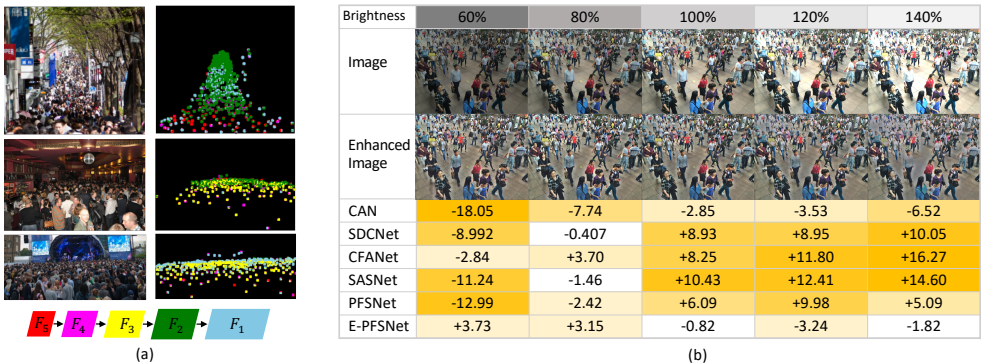 Brightness 60% 80% 100% 120% 140%
Image
Enhanced
Image
CAN -18.05 -7.74 -2.85 -3.53 -6.52
SDCNet -8.992 -0.407 +8.93 +8.95 +10.05
CFANet -2.84 +3.70 +8.25 +11.80 +16.27
SASNet -11.24 -1.46 +10.43 +12.41 +14.60
PFSNet -12.99 -2.42 +6.09 +9.98 +5.09
E-PFSNet +3.73 +3.15 -0.82 -3.24 -1.82
F5 F4 F3 F2 F1
(a)
(b)